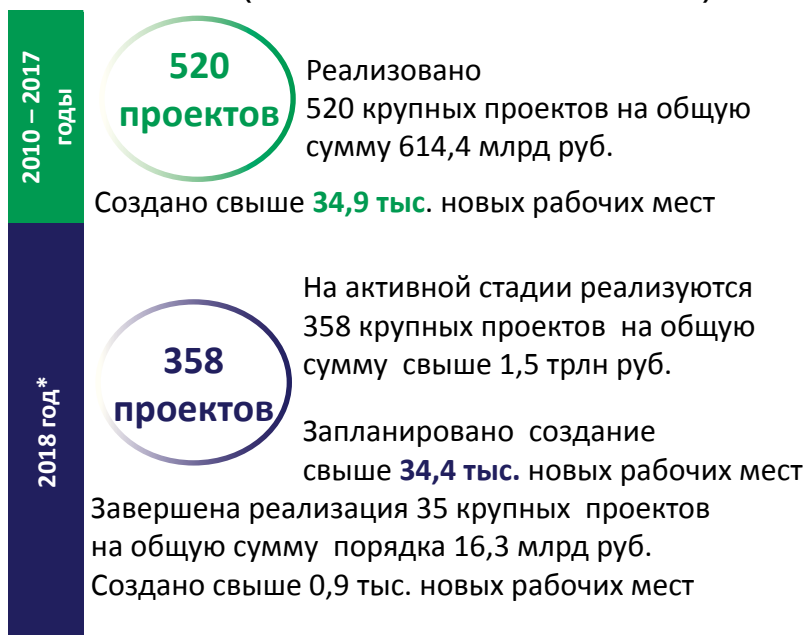 2010 – 2017
годы
520
проектов
Реализовано
520 крупных проектов на общую
сумму 614,4 млрд руб.
Создано свыше 34,9 тыс. новых рабочих мест
2018 год*
358
проектов
На активной стадии реализуются
358 крупных проектов на общую
сумму свыше 1,5 трлн руб.
Запланировано создание
свыше 34,4 тыс. новых рабочих мест
Завершена реализация 35 крупных проектов
на общую сумму порядка 16,3 млрд руб.
Создано свыше 0,9 тыс. новых рабочих мест